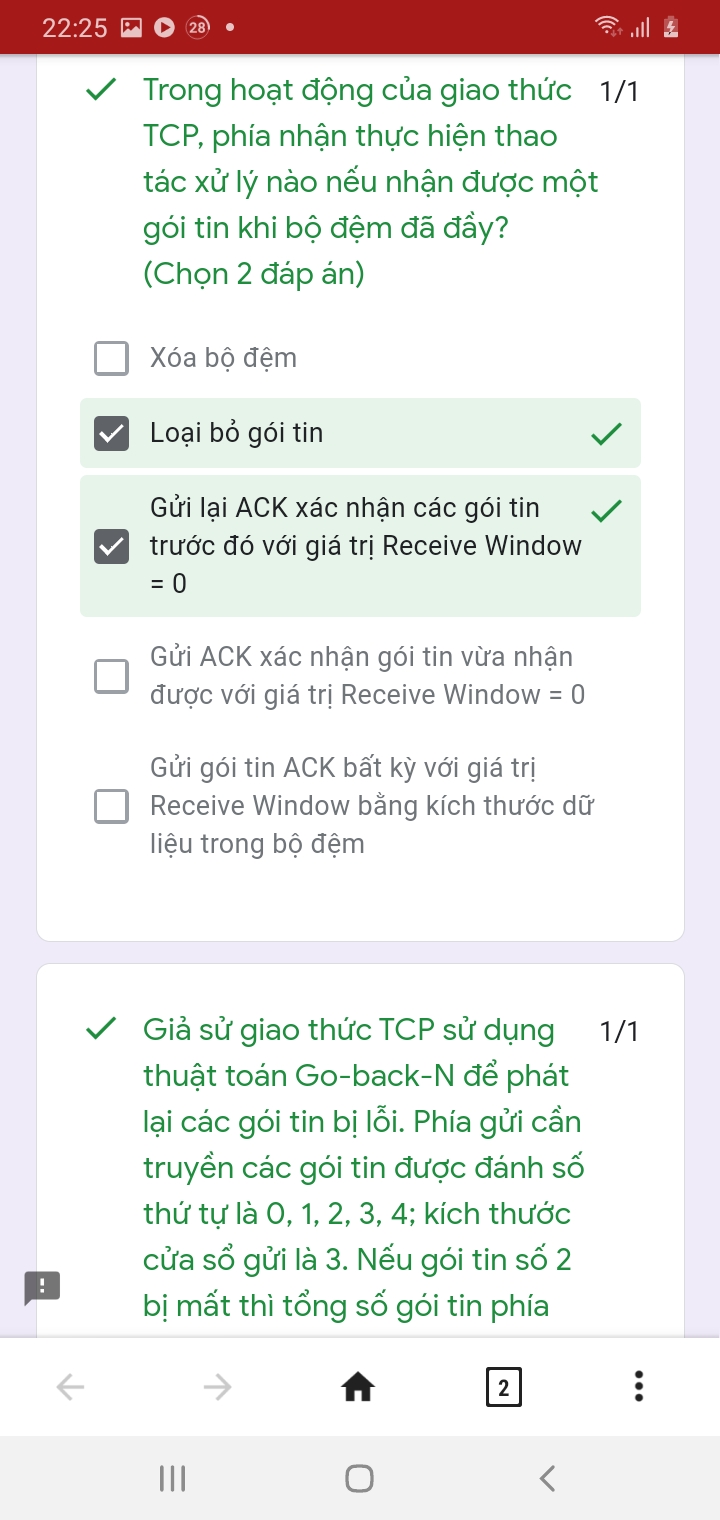 22:25 28
Trong hoạt động của giao thức 1/1
TCP, phía nhận thực hiện thao
tác xử lý nào nếu nhận được một
gói tin khi bộ đệm đã đầy?
(Chọn 2 đáp án)
Xóa bộ đệm
Loại bỏ gói tin
Gửi lại ACK xác nhận các gói tin
trước đó với giá trị Receive Window
= 0
Gửi ACK xác nhận gói tin vừa nhận
được với giá trị Receive Window = 0
Gửi gói tin ACK bất kỳ với giá trị
Receive Window bằng kích thước dữ
liệu trong bộ đệm
Giả sử giao thức TCP sử dụng 1/1
thuật toán Go-back-N để phát
lại các gói tin bị lỗi. Phía gửi cần
truyền các gói tin được đánh số
thứ tự là 0, 1, 2, 3, 4; kích thước
cửa sổ gửi là 3. Nếu gói tin số 2
bị mất thì tổng số gói tin phía
2